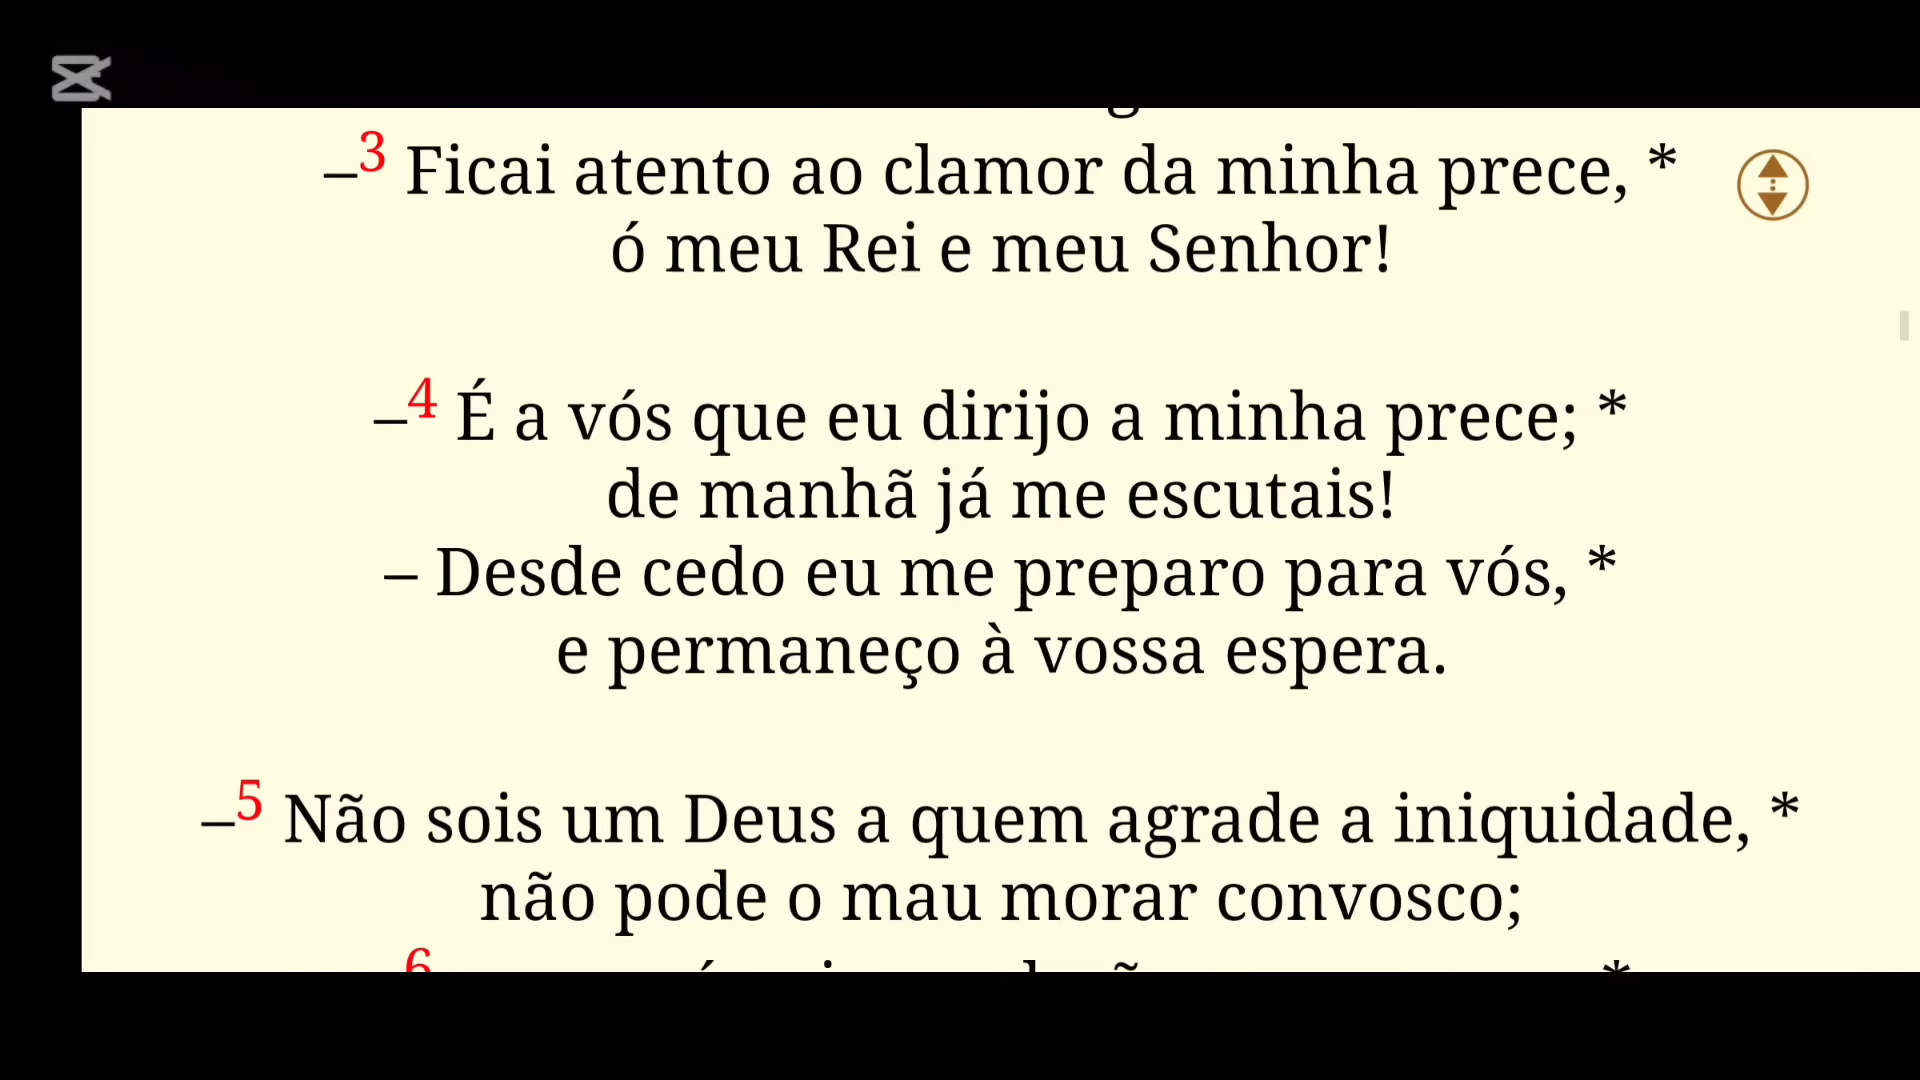 –3 Ficai atento ao clamor da minha prece, *
ó meu Rei e meu Senhor!
–4 É a vós que eu dirijo a minha prece; *
de manhã já me escutais!
– Desde cedo eu me preparo para vós, *
e permaneço à vossa espera.
–5 Não sois um Deus a quem agrade a iniquidade, *
não pode o mau morar convosco;
6 *